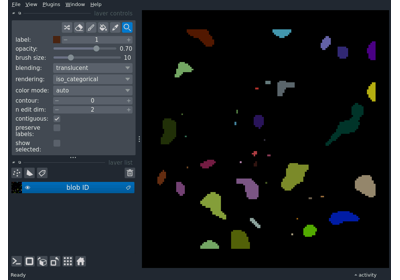 File View Plugins Window Help
layer controls
label: 1
opacity: 0.70
brush size: 10
blending: translucent
rendering: iso_categorical
color mode: auto
contour: 0
n edit dim: 2
contiguous:
preserve
labels:
show
selected:
layer list
blob ID
Ready
activity